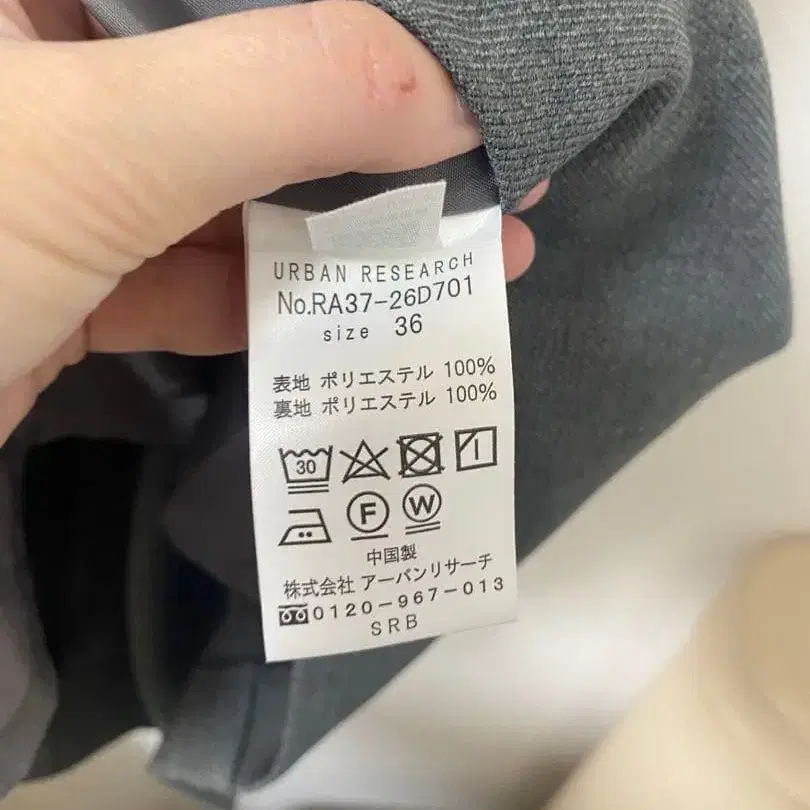 URBAN RESEARCH
No.RA37-26D701
size 36
表地 ポリエステル 100%
裏地 ポリエステル 100%
30
F W
中国製
株式会社 アーバンリサーチ
0120-967-013
SRB